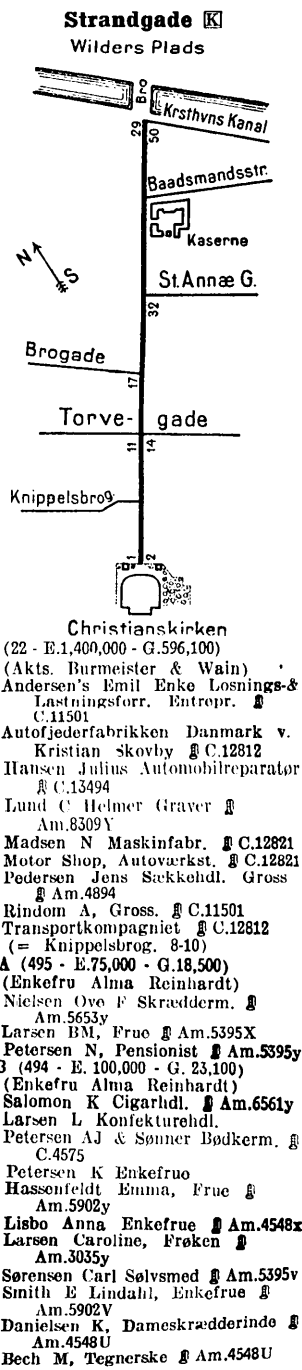 Strandgade K
Wilders Plads
Bro
Krsthvns Kanal
29
50
Baadsmandsstr.
Kaserne
N
S
St. Annæ G.
32
Brogade
17
Torve- gade
11
14
Knippelsbrog.
1
2
Christianskirken
(22 - E.1,400,000 - G.596,100)
(Akts. Burmeister & Wain)
Andersen's Emil Enke Losnings-&
Lastningsforr. Entrepr.
C.11501
Autofjederfabrikken Danmark v.
Kristian Skovby C.12812
Hansen Julius Automobilreparatør
C.13494
Lund C Helmer Graver
Am.8309Y
Madsen N Maskinfabr. C.12821
Motor Shop, Autoværkst. C.12821
Pedersen Jens Sækkehdl. Gross
Am.4894
Rindom A, Gross. C.11501
Transportkompagniet C.12812
(= Knippelsbrog. 8-10)
A (495 - E.75,000 - G.18,500)
(Enkefru Alma Reinhardt)
Nielsen Ove F Skrædderm.
Am.5653y
Larsen BM, Frue Am.5395X
Petersen N, Pensionist Am.5395y
3 (494 - E. 100,000 - G. 23,100)
(Enkefru Alma Reinhardt)
Salomon K Cigarhdl. Am.6561y
Larsen L Konfekturehdl.
Petersen AJ & Sønner Bødkerm.
C.4575
Petersen K Enkefrue
Hassenfeldt Emma, Frue
Am.5902y
Lisbo Anna Enkefrue Am.4548x
Larsen Caroline, Frøken
Am.3035y
Sørensen Carl Sølvsmed Am.5395v
Smith E Lindahl, Enkefrue
Am.5902V
Danielsen K, Dameskrædderinde
Am.4548U
Bech M, Tegnerske Am.4548U